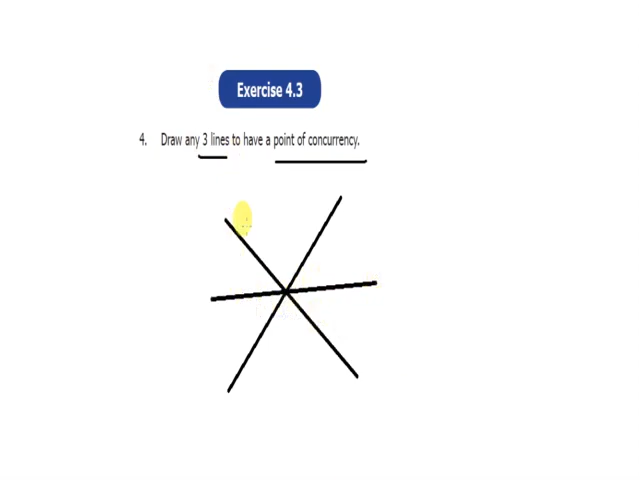 Exercise 4.3
4. Draw any 3 lines to have a point of concurrency.